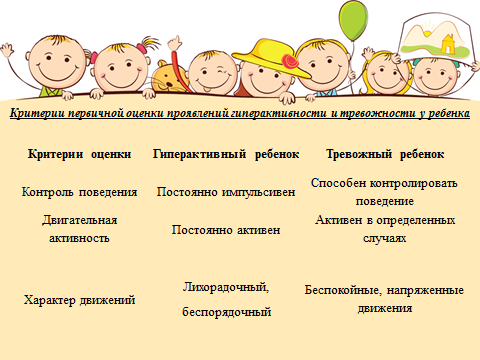 Критерии первичной оценки проявлений гиперактивности и тревожности у ребенка
Критерии оценки Гиперактивный ребенок Тревожный ребенок
Контроль поведения Постоянно импульсивен Способен контролировать
поведение
Двигательная
активность Постоянно активен Активен в определенных
случаях
Характер движений Лихорадочный,
беспорядочный Беспокойные, напряженные
движения